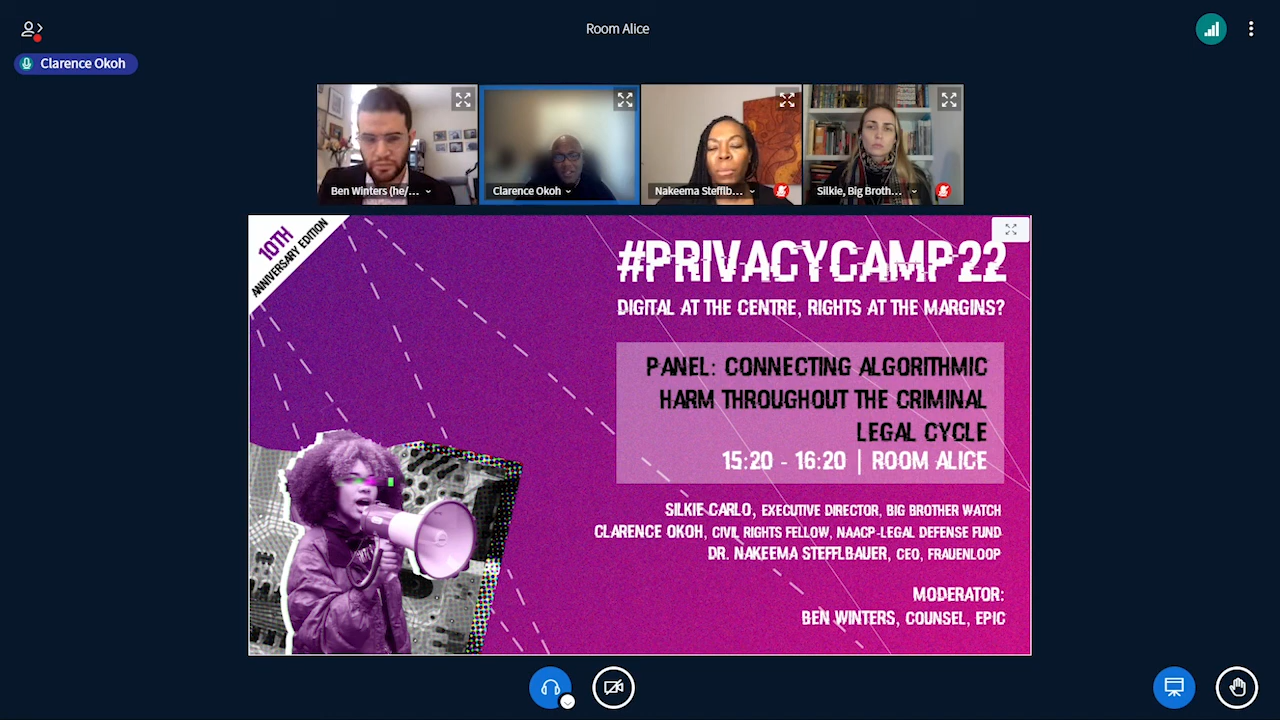 Room Alice
Clarence Okoh
Ben Winters (he/...
Clarence Okoh
Nakeema Stefflb...
Silkie, Big Broth...
10TH
ANNIVERSARY EDITION
#PRIVACYCAMP22
DIGITAL AT THE CENTRE, RIGHTS AT THE MARGINS?
PANEL: CONNECTING ALGORITHMIC
HARM THROUGHOUT THE CRIMINAL
LEGAL CYCLE
15:20 - 16:20 | ROOM ALICE
SILKIE CARLO, EXECUTIVE DIRECTOR, BIG BROTHER WATCH
CLARENCE OKOH, CIVIL RIGHTS FELLOW, NAACP-LEGAL DEFENSE FUND
DR. NAKEEMA STEFFLBAUER, CEO, FRAUENLOOP
MODERATOR:
BEN WINTERS, COUNSEL, EPIC